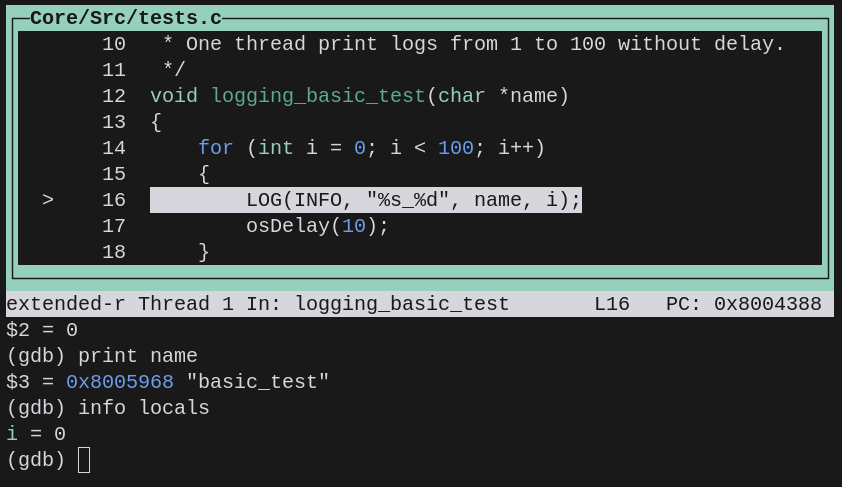 Core/Src/tests.c
10   * One thread print logs from 1 to 100 without delay.
11   */
12  void logging_basic_test(char *name)
13  {
14      for (int i = 0; i < 100; i++)
15      {
>   16          LOG(INFO, "%s_%d", name, i);
17          osDelay(10);
18      }
extended-r Thread 1 In: logging_basic_test       L16   PC: 0x8004388
$2 = 0
(gdb) print name
$3 = 0x8005968 "basic_test"
(gdb) info locals
i = 0
(gdb)